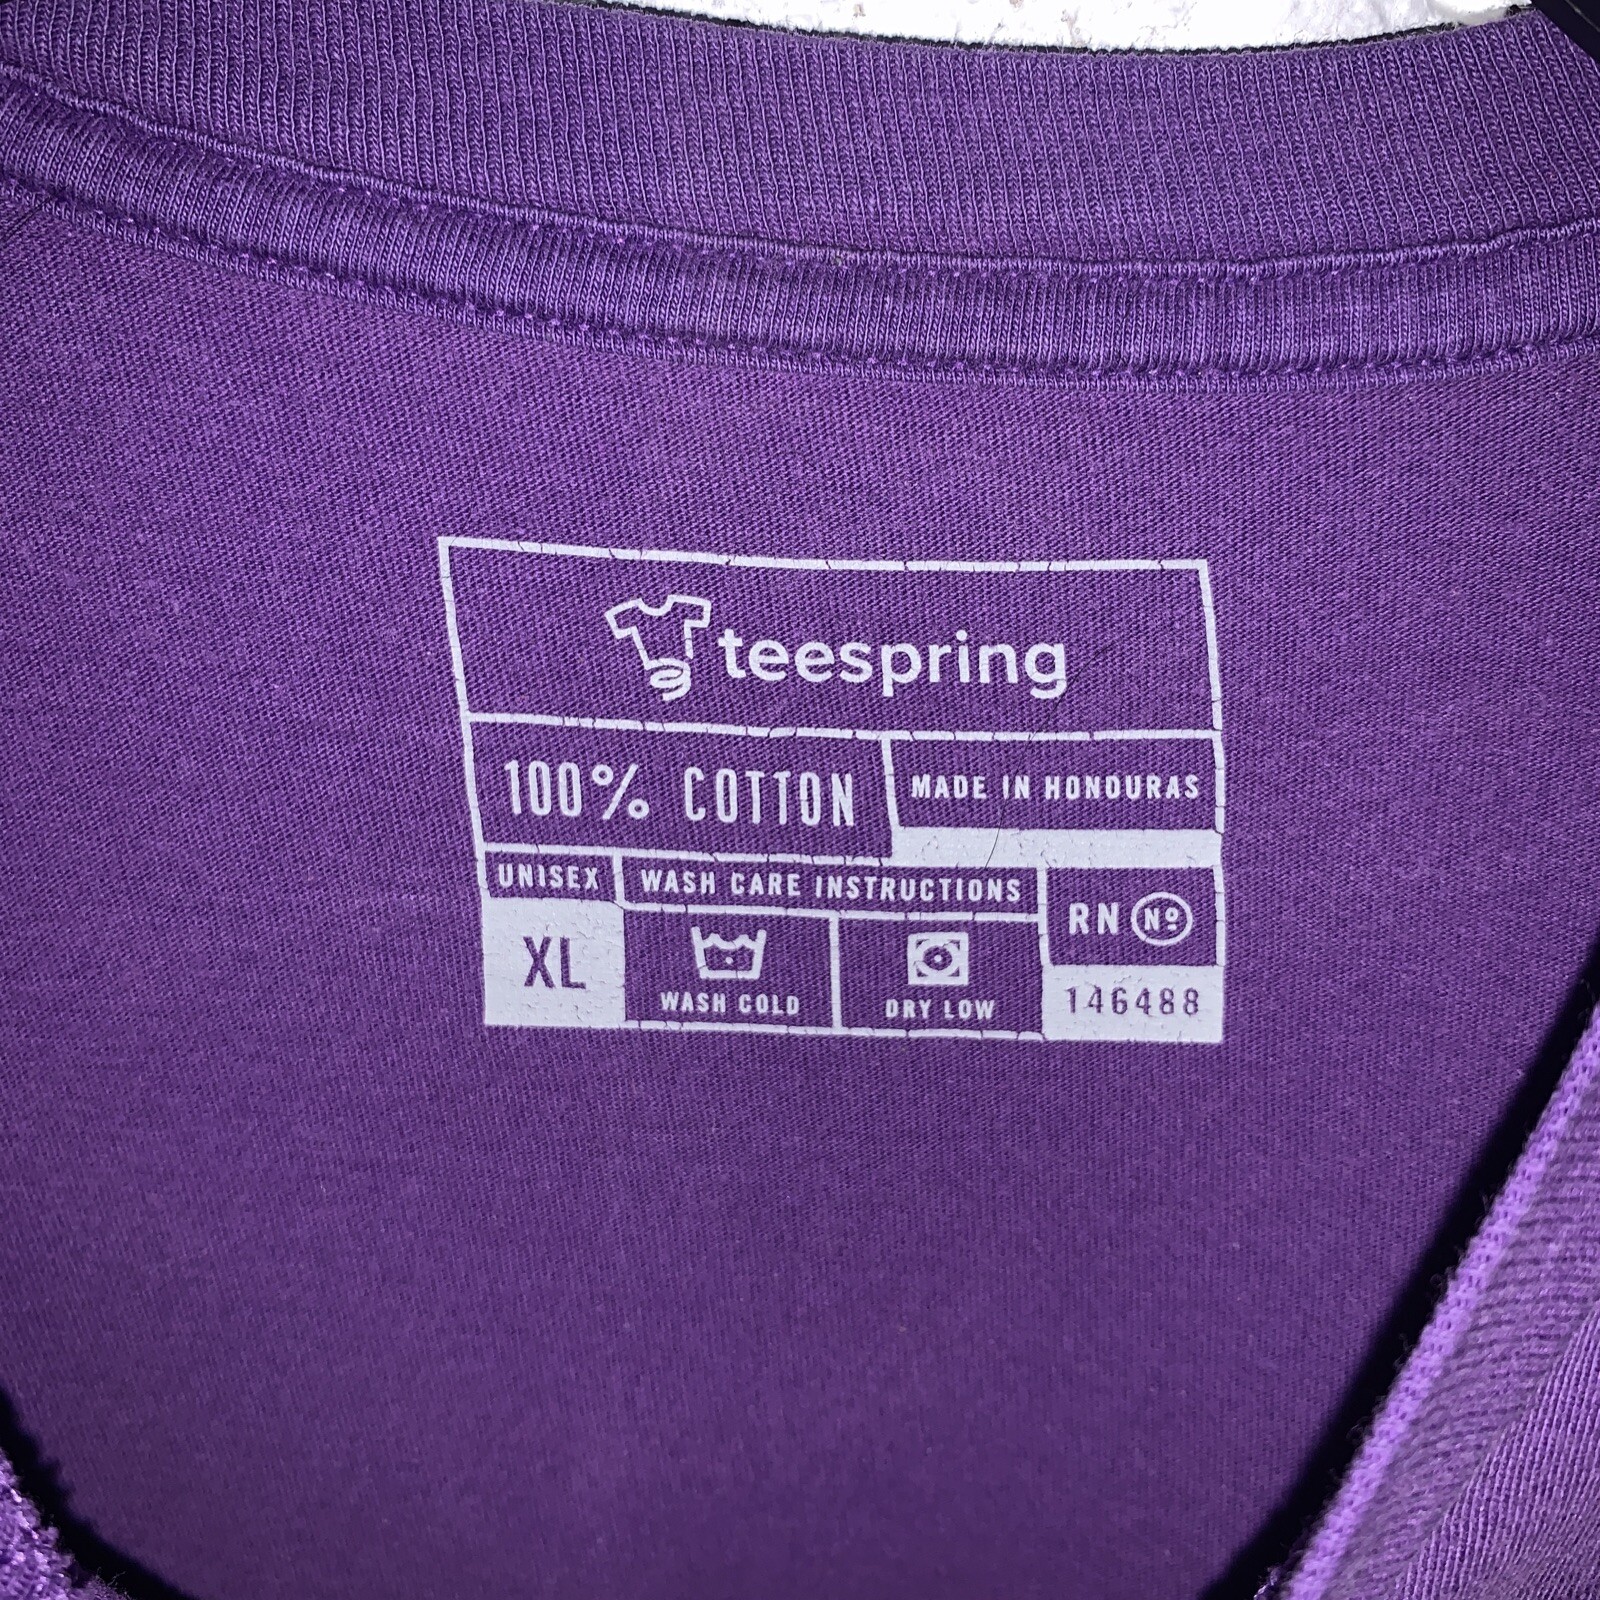 teespring
100% COTTON
MADE IN HONDURAS
UNISEX
XL
WASH CARE INSTRUCTIONS
WASH COLD
DRY LOW
RN Nº
146488